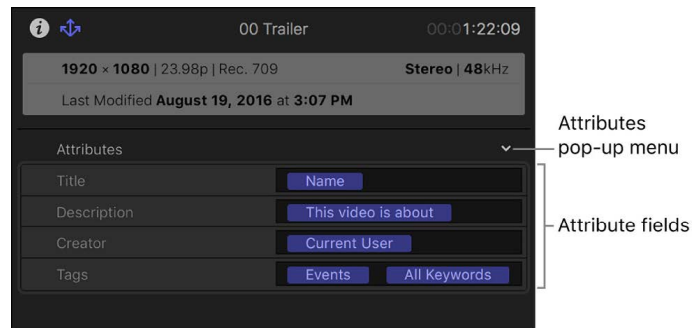 00 Trailer 00:01:22:09
1920 × 1080 | 23.98p | Rec. 709 Stereo | 48kHz
Last Modified August 19, 2016 at 3:07 PM
Attributes
Title Name
Description This video is about
Creator Current User
Tags Events All Keywords
Attributes
pop-up menu
Attribute fields